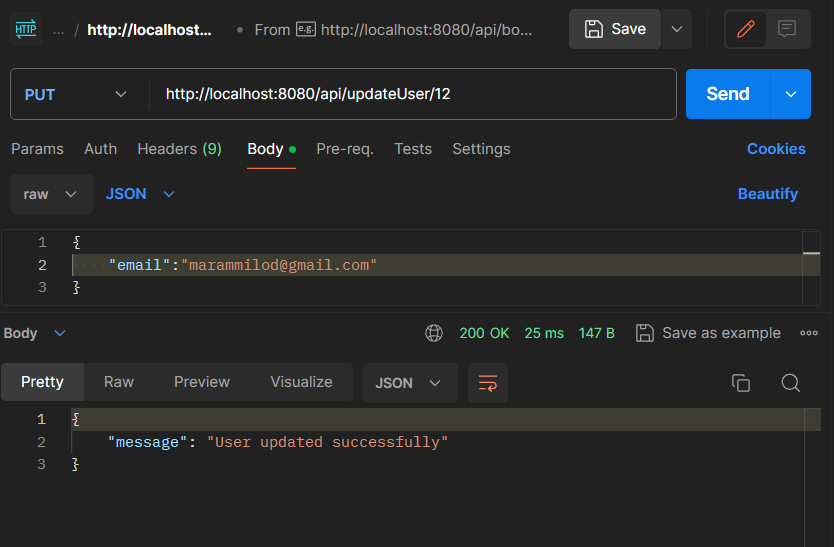 HTTP ... / http://localhost... From e.g. http://localhost:8080/api/bo... Save
PUT http://localhost:8080/api/updateUser/12 Send
Params Auth Headers (9) Body Pre-req. Tests Settings Cookies
raw JSON Beautify
1 {
2 "email":"marammilod@gmail.com"
3 }
Body 200 OK 25 ms 147 B Save as example
Pretty Raw Preview Visualize JSON
1 {
2 "message": "User updated successfully"
3 }